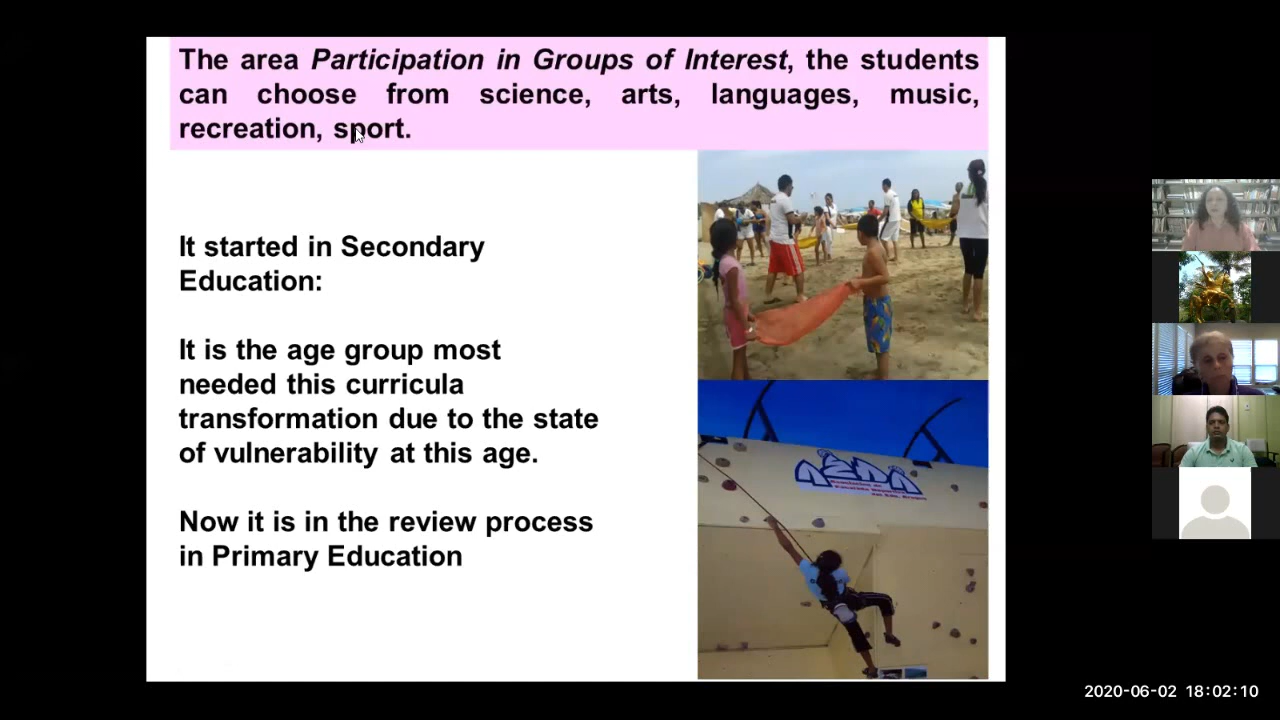 The area Participation in Groups of Interest, the students
can choose from science, arts, languages, music,
recreation, sport.
It started in Secondary
Education:
It is the age group most
needed this curricula
transformation due to the state
of vulnerability at this age.
Now it is in the review process
in Primary Education
2020-06-02 18:02:10